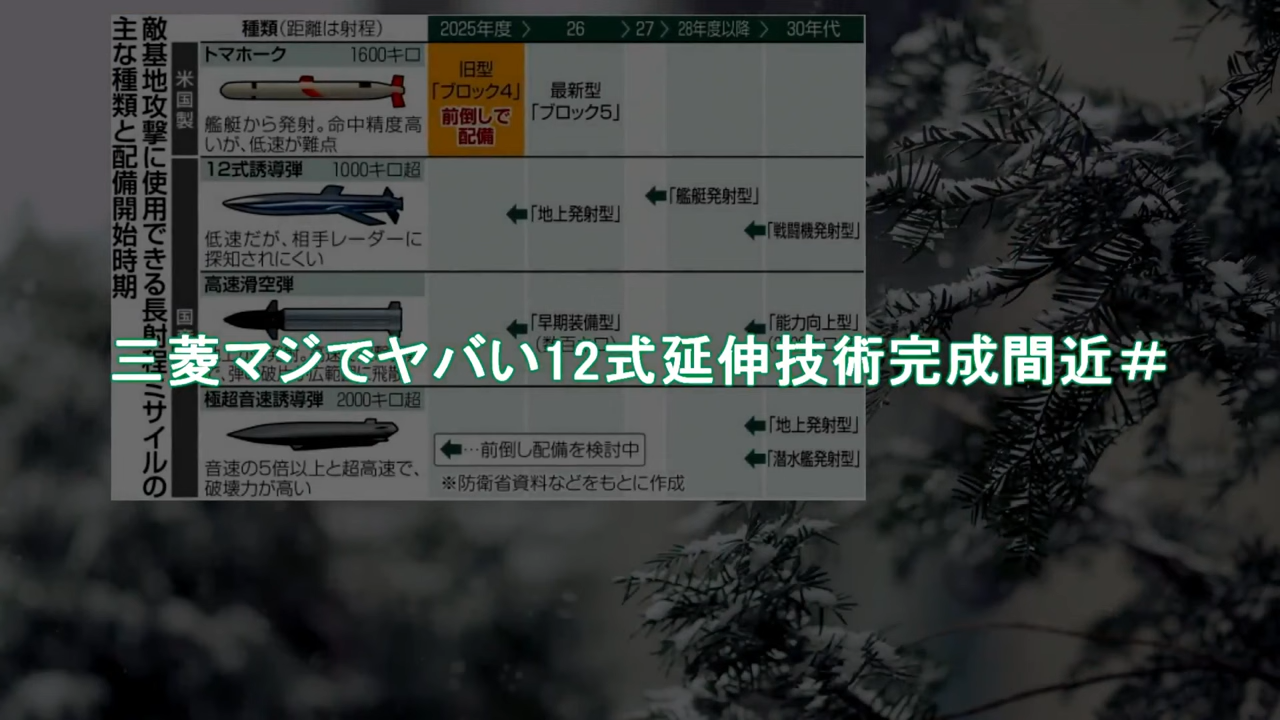 敵基地攻撃に使用できる長射程ミサイルの
主な種類と配備開始時期
種類(距離は射程)
2025年度 > 26 > 27 > 28年度以降 > 30年代
米国製
トマホーク 1600キロ
艦艇から発射。命中精度高
いが、低速が難点
旧型
「ブロック4」
前倒しで
配備
最新型
「ブロック5」
12式誘導弾 1000キロ超
低速だが、相手レーダーに
探知されにくい
←「地上発射型」
←「艦艇発射型」
←「戦闘機発射型」
国
高速滑空弾
←「早期装備型」
←「能力向上型」
三菱マジでヤバい12式延伸技術完成間近#
極超音速誘導弾 2000キロ超
音速の5倍以上と超高速で、
破壊力が高い
←「地上発射型」
←「潜水艦発射型」
←…前倒し配備を検討中
※防衛省資料などをもとに作成